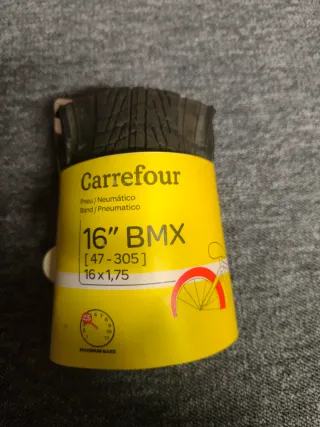 Carrefour
Pneu / Neumático
Band / Pneumatico
16" BMX
[ 47 - 305 ]
16 x 1,75